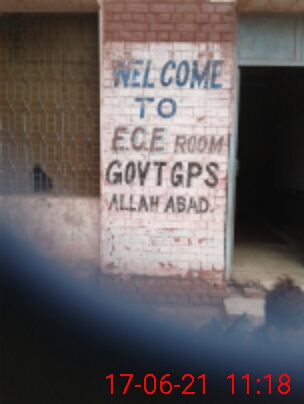 WELCOME
TO
E.C.E ROOM
GOVT GPS
ALLAH ABAD.
17-06-21 11:18